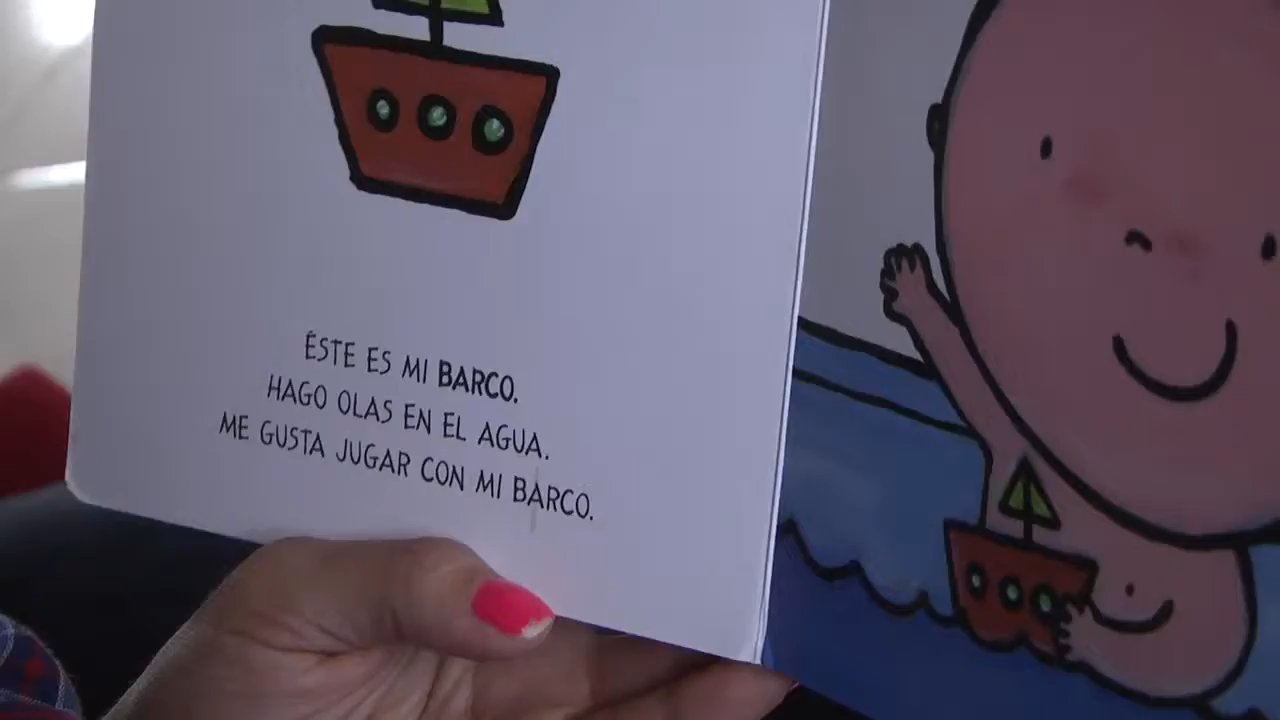 ÉSTE ES MI BARCO.
HAGO OLAS EN EL AGUA.
ME GUSTA JUGAR CON MI BARCO.